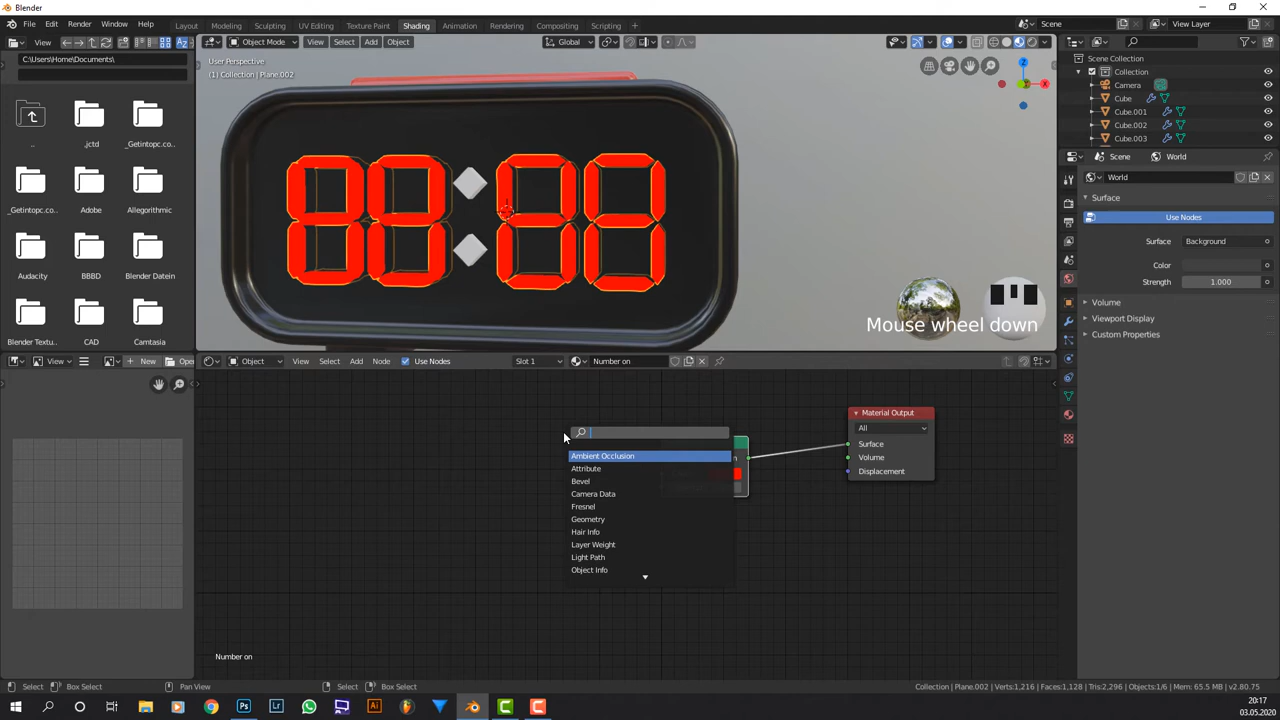 Blender
File Edit Render Window Help
Layout Modeling Sculpting UV Editing Texture Paint Shading Animation Rendering Compositing Scripting +
Scene
View Layer
View
Object Mode View Select Add Object
Global
C:\Users\Home\Documents\
..
.jctd
_Getintopc.co...
_Getintopc.co...
Adobe
Allegorithmic
Audacity
BBBD
Blender Datein
Blender Textu...
CAD
Camtasia
User Perspective
(1) Collection | Plane.002
Z
X
Mouse wheel down
Scene Collection
Collection
Camera
Cube
Cube.001
Cube.002
Cube.003
Scene
World
World
Surface
Use Nodes
Surface
Background
Color
Strength
1.000
Volume
Viewport Display
Custom Properties
View
New
Open
Object View Select Add Node Use Nodes
Slot 1
Number on
Ambient Occlusion
Attribute
Bevel
Camera Data
Fresnel
Geometry
Hair Info
Layer Weight
Light Path
Object Info
Material Output
All
Surface
Volume
Displacement
Number on
Select
Box Select
Pan View
Select
Box Select
Collection | Plane.002 | Verts:1,216 | Faces:1,128 | Tris:2,296 | Objects:1/6 | Mem: 65.5 MB | v2.80.75
20:17
03.05.2020